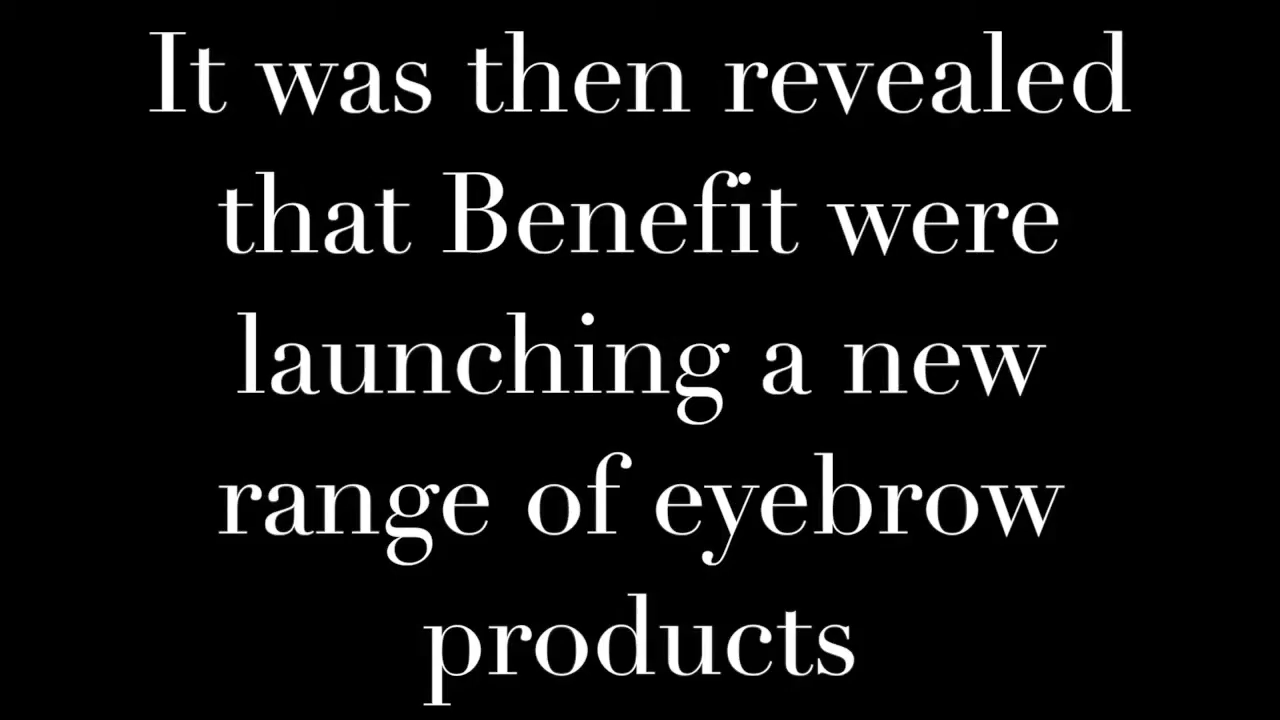 It was then revealed
that Benefit were
launching a new
range of eyebrow
products